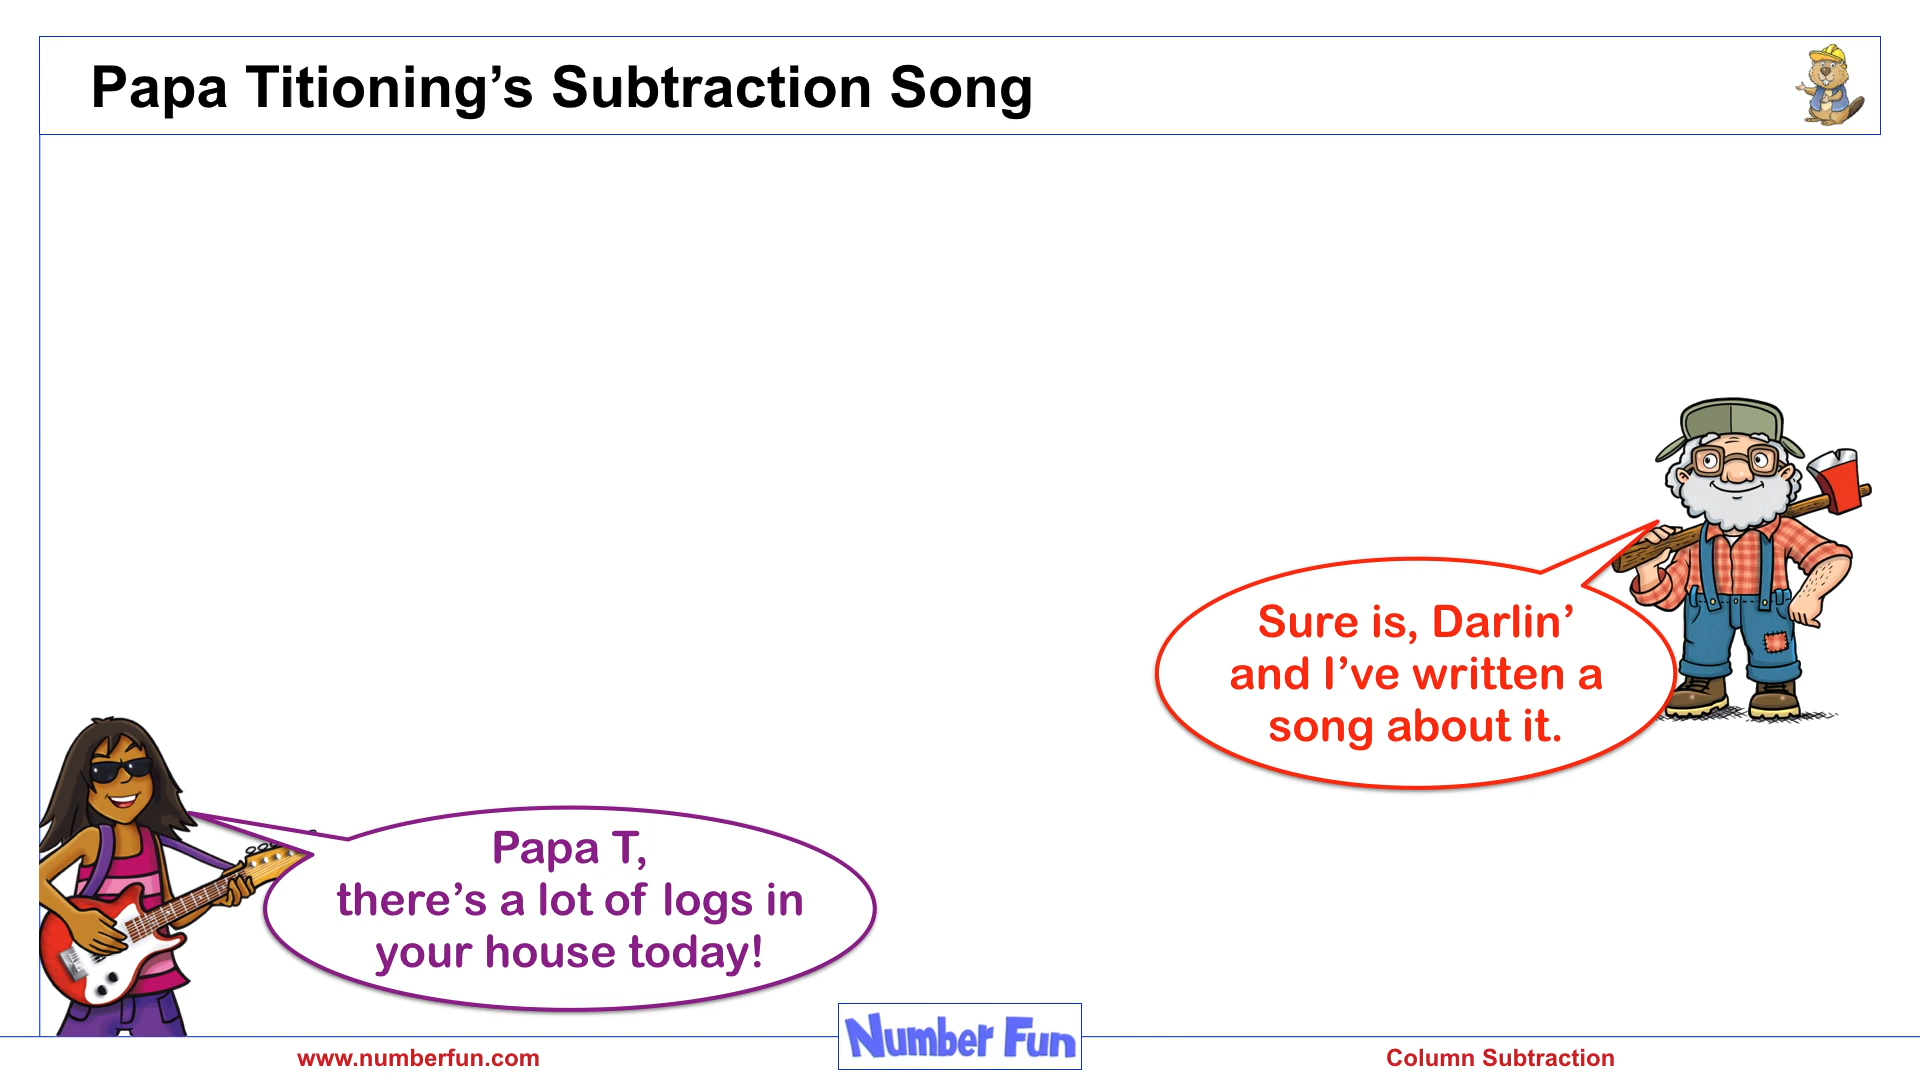 Papa Titioning’s Subtraction Song
Sure is, Darlin’
and I’ve written a
song about it.
Papa T,
there’s a lot of logs in
your house today!
www.numberfun.com
Number Fun
Column Subtraction